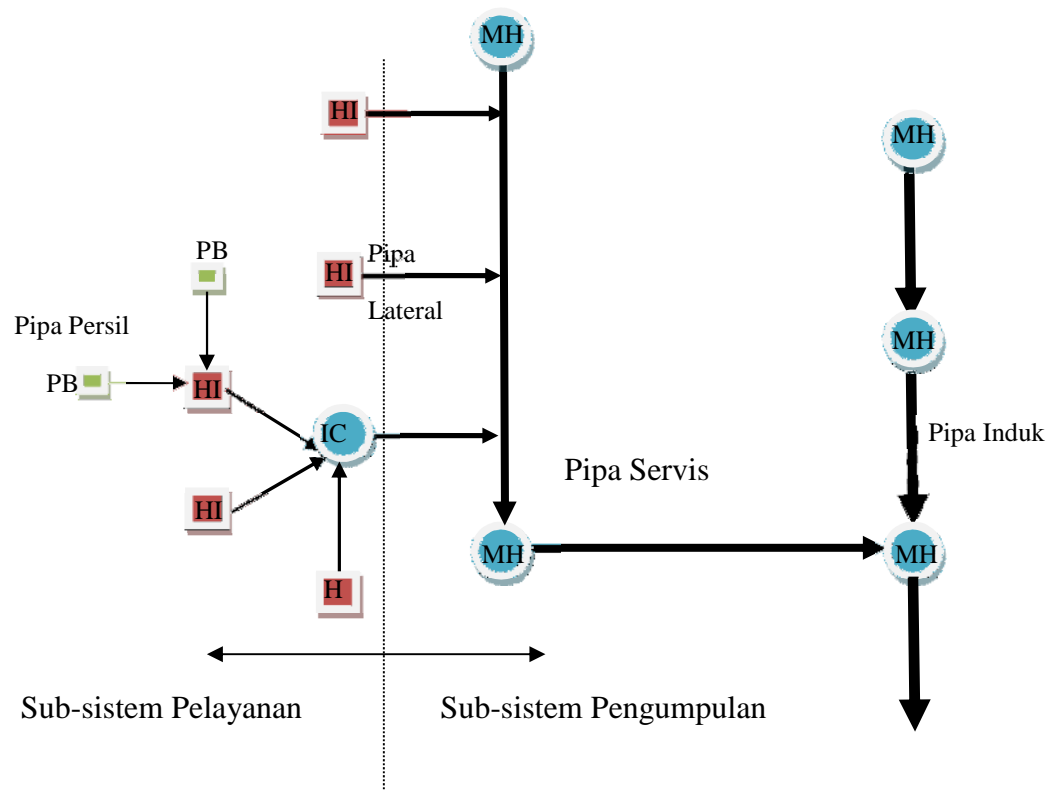 MH
HI
MH
PB
HI
Pipa
Lateral
Pipa Persil
MH
PB
HI
IC
Pipa Induk
Pipa Servis
HI
MH
MH
H
Sub-sistem Pelayanan
Sub-sistem Pengumpulan